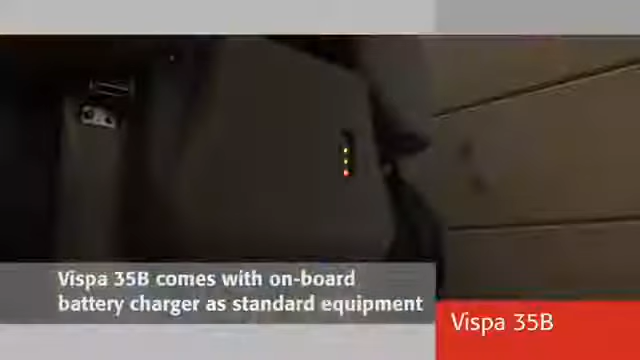 Vispa 35B comes with on-board
battery charger as standard equipment
Vispa 35B